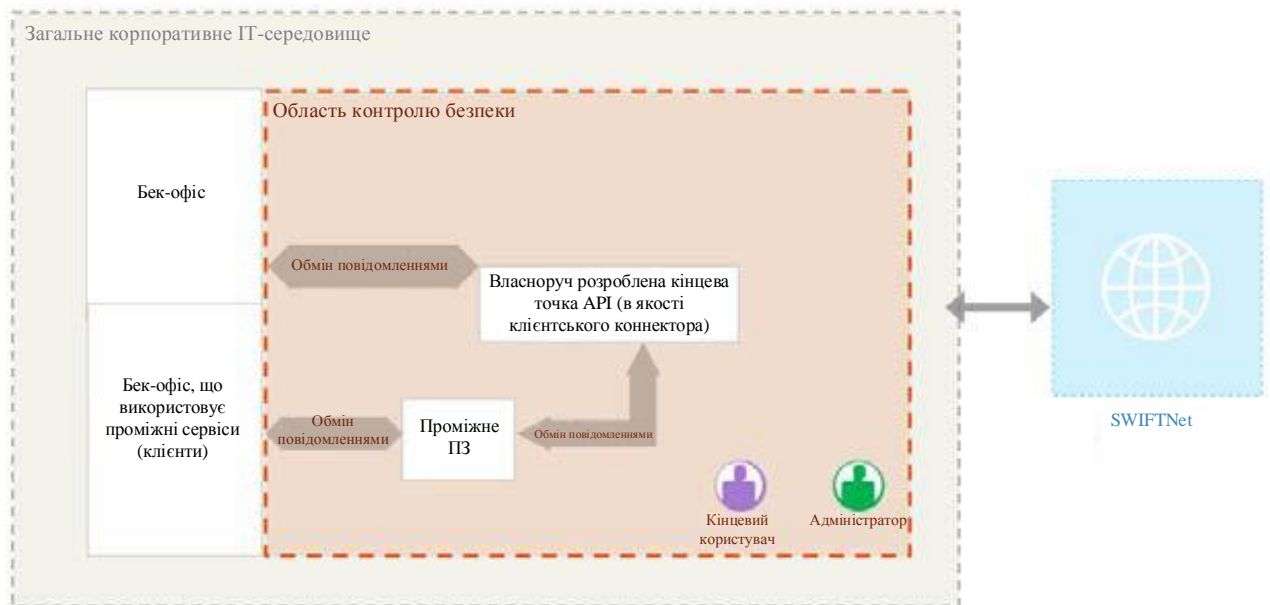 Загальне корпоративне ІТ-середовище
Область контролю безпеки
Бек-офіс
Обмін повідомленнями
Власноруч розроблена кінцева
точка API (в якості
клієнтського коннектора)
Бек-офіс, що
використовує
проміжні сервіси
(клієнти)
Обмін
повідомленнями
Проміжне
ПЗ
Обмін повідомленнями
SWIFTNet
Кінцевий
користувач
Адміністратор